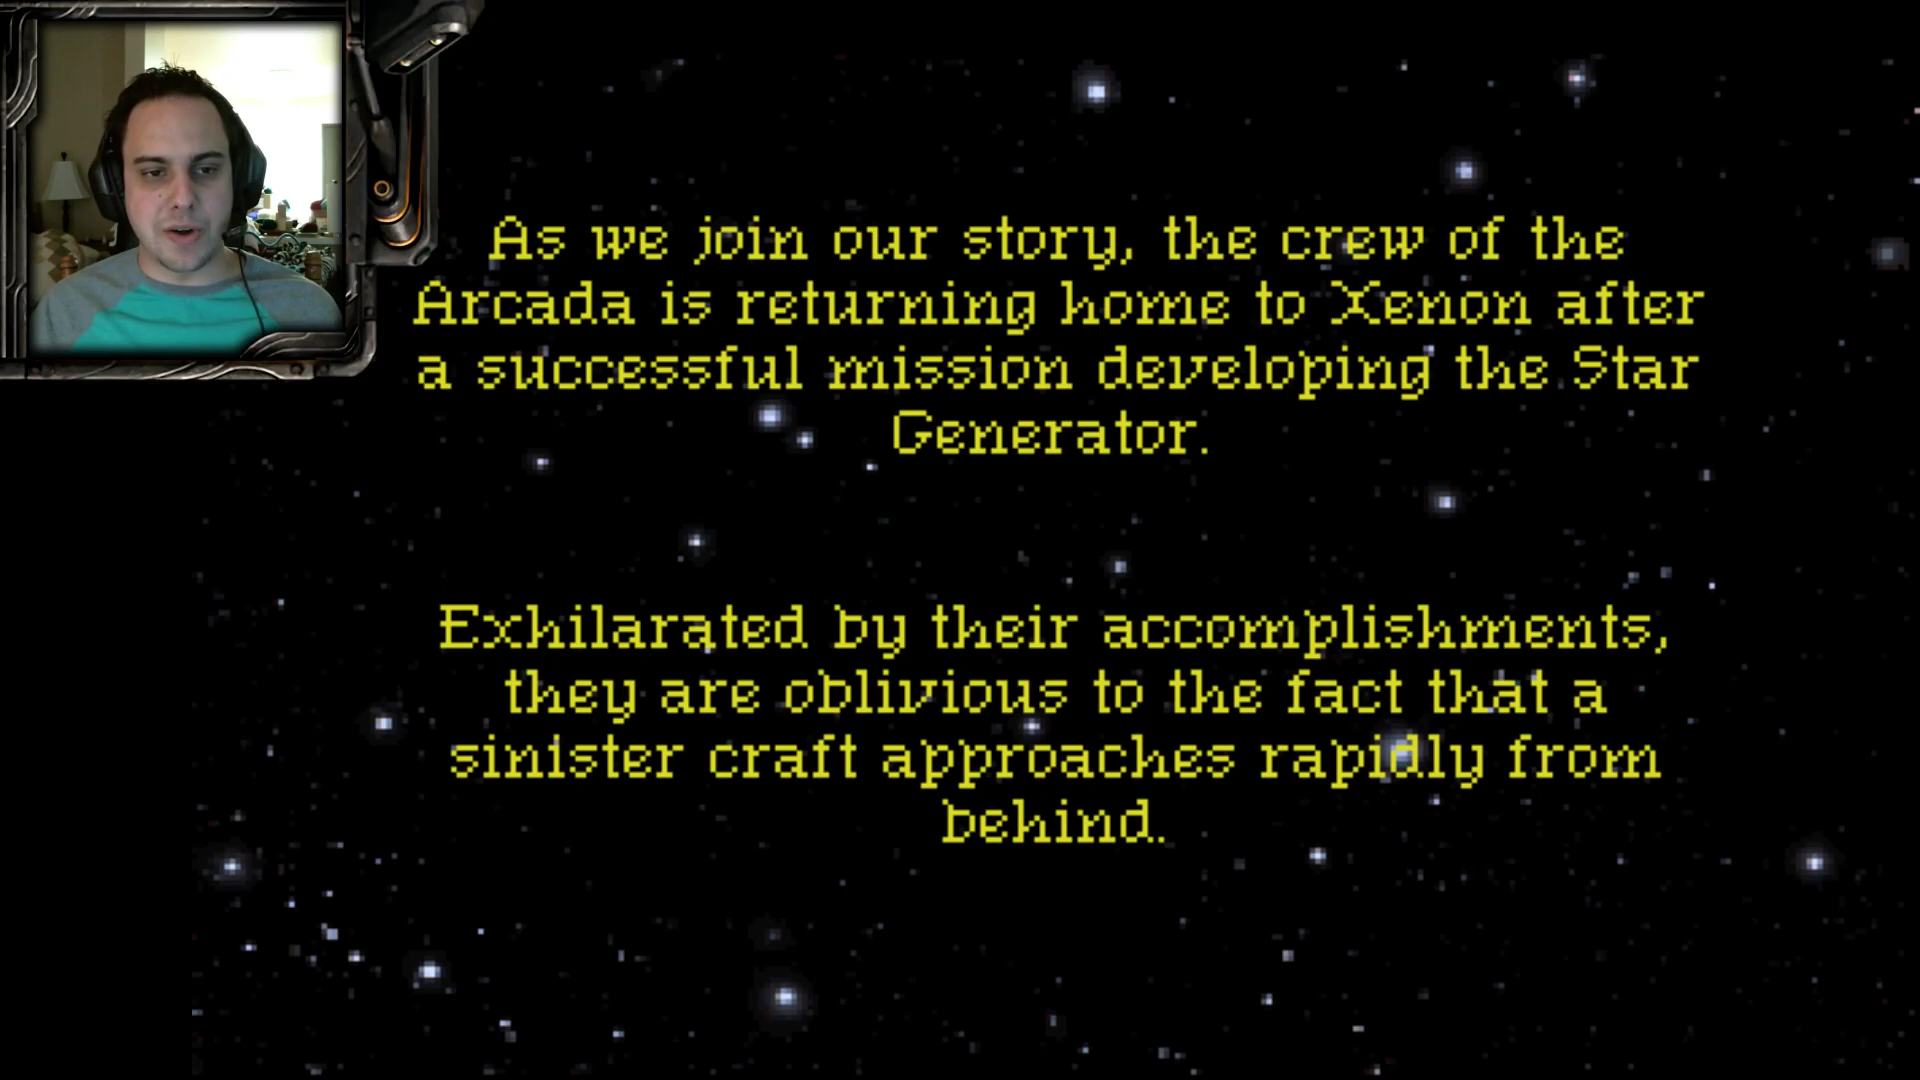 As we join our story, the crew of the
Arcada is returning home to Xenon after
a successful mission developing the Star
Generator.
Exhilarated by their accomplishments,
they are oblivious to the fact that a
sinister craft approaches rapidly from
behind.